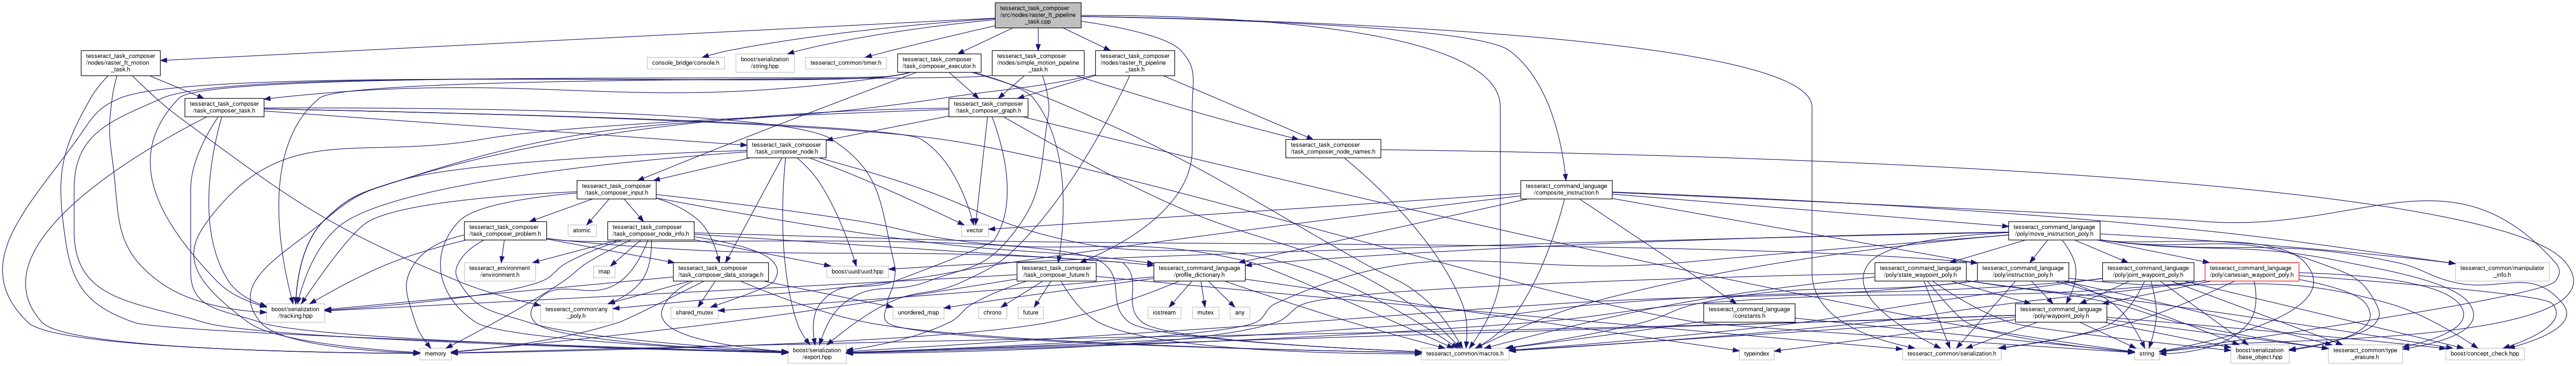 tesseract_task_composer
/src/nodes/raster_ft_pipeline
_task.cpp
tesseract_task_composer
/nodes/raster_ft_motion
_task.h
console_bridge/console.h
boost/serialization
/string.hpp
tesseract_common/timer.h
tesseract_task_composer
/task_composer_executor.h
tesseract_task_composer
/nodes/simple_motion_pipeline
_task.h
tesseract_task_composer
/nodes/raster_ft_pipeline
_task.h
tesseract_task_composer
/task_composer_task.h
tesseract_task_composer
/task_composer_graph.h
tesseract_task_composer
/task_composer_node.h
tesseract_task_composer
/task_composer_node_names.h
tesseract_task_composer
/task_composer_input.h
tesseract_command_language
/composite_instruction.h
tesseract_task_composer
/task_composer_problem.h
atomic
tesseract_task_composer
/task_composer_node_info.h
vector
tesseract_command_language
/poly/move_instruction_poly.h
tesseract_environment
/environment.h
map
tesseract_task_composer
/task_composer_data_storage.h
boost/uuid/uuid.hpp
tesseract_task_composer
/task_composer_future.h
tesseract_command_language
/profile_dictionary.h
tesseract_command_language
/poly/state_waypoint_poly.h
tesseract_command_language
/poly/instruction_poly.h
tesseract_command_language
/poly/joint_waypoint_poly.h
tesseract_command_language
/poly/cartesian_waypoint_poly.h
tesseract_common/manipulator
_info.h
boost/serialization
/tracking.hpp
tesseract_common/any
_poly.h
shared_mutex
unordered_map
chrono
future
iostream
mutex
any
tesseract_command_language
/constants.h
tesseract_command_language
/poly/waypoint_poly.h
memory
boost/serialization
/export.hpp
tesseract_common/macros.h
typeindex
tesseract_common/serialization.h
string
boost/serialization
/base_object.hpp
tesseract_common/type
_erasure.h
boost/concept_check.hpp